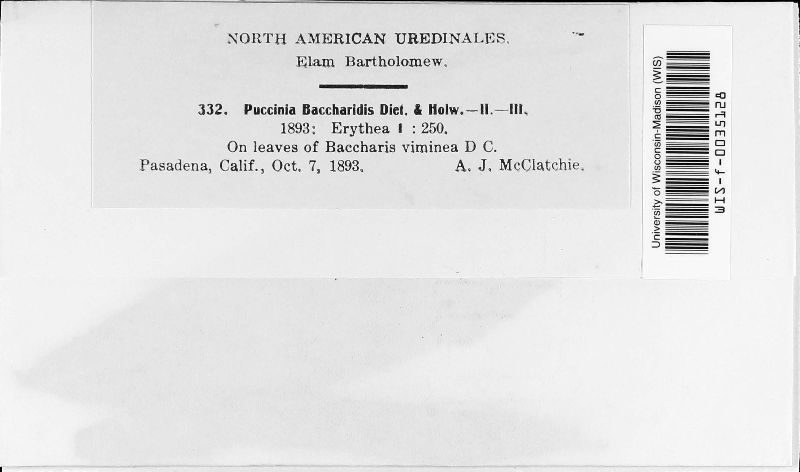 NORTH AMERICAN UREDINALES.
Elam Bartholomew.
332. Puccinia Baccharidis Diet. & Holw.—II.—III.
1893: Erythea 1 : 250.
On leaves of Baccharis viminea D C.
Pasadena, Calif., Oct. 7, 1893. A. J. McClatchie.
University of Wisconsin-Madison (WIS)
WIS-f-0035128